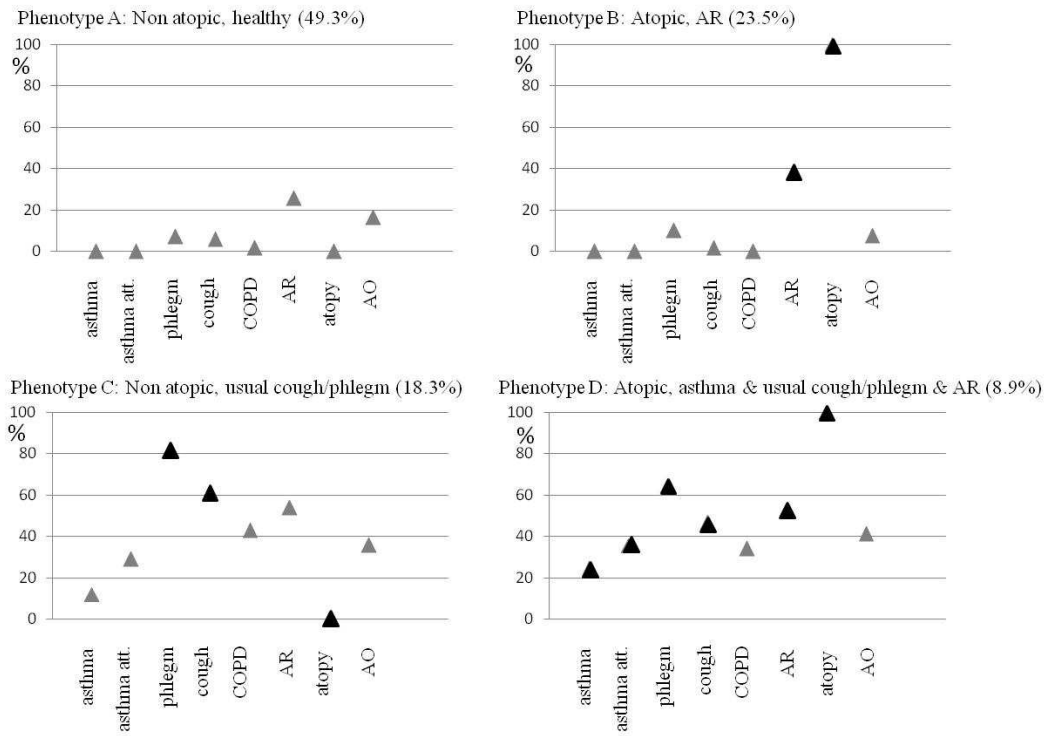 Phenotype A: Non atopic, healthy (49.3%)
100
%
80
60
40
20
0
asthma
asthma att.
phlegm
cough
COPD
AR
atopy
AO
Phenotype B: Atopic, AR (23.5%)
100
%
80
60
40
20
0
asthma
asthma att.
phlegm
cough
COPD
AR
atopy
AO
Phenotype C: Non atopic, usual cough/phlegm (18.3%)
100
%
80
60
40
20
0
asthma
asthma att.
phlegm
cough
COPD
AR
atopy
AO
Phenotype D: Atopic, asthma & usual cough/phlegm & AR (8.9%)
100
%
80
60
40
20
0
asthma
asthma att.
phlegm
cough
COPD
AR
atopy
AO